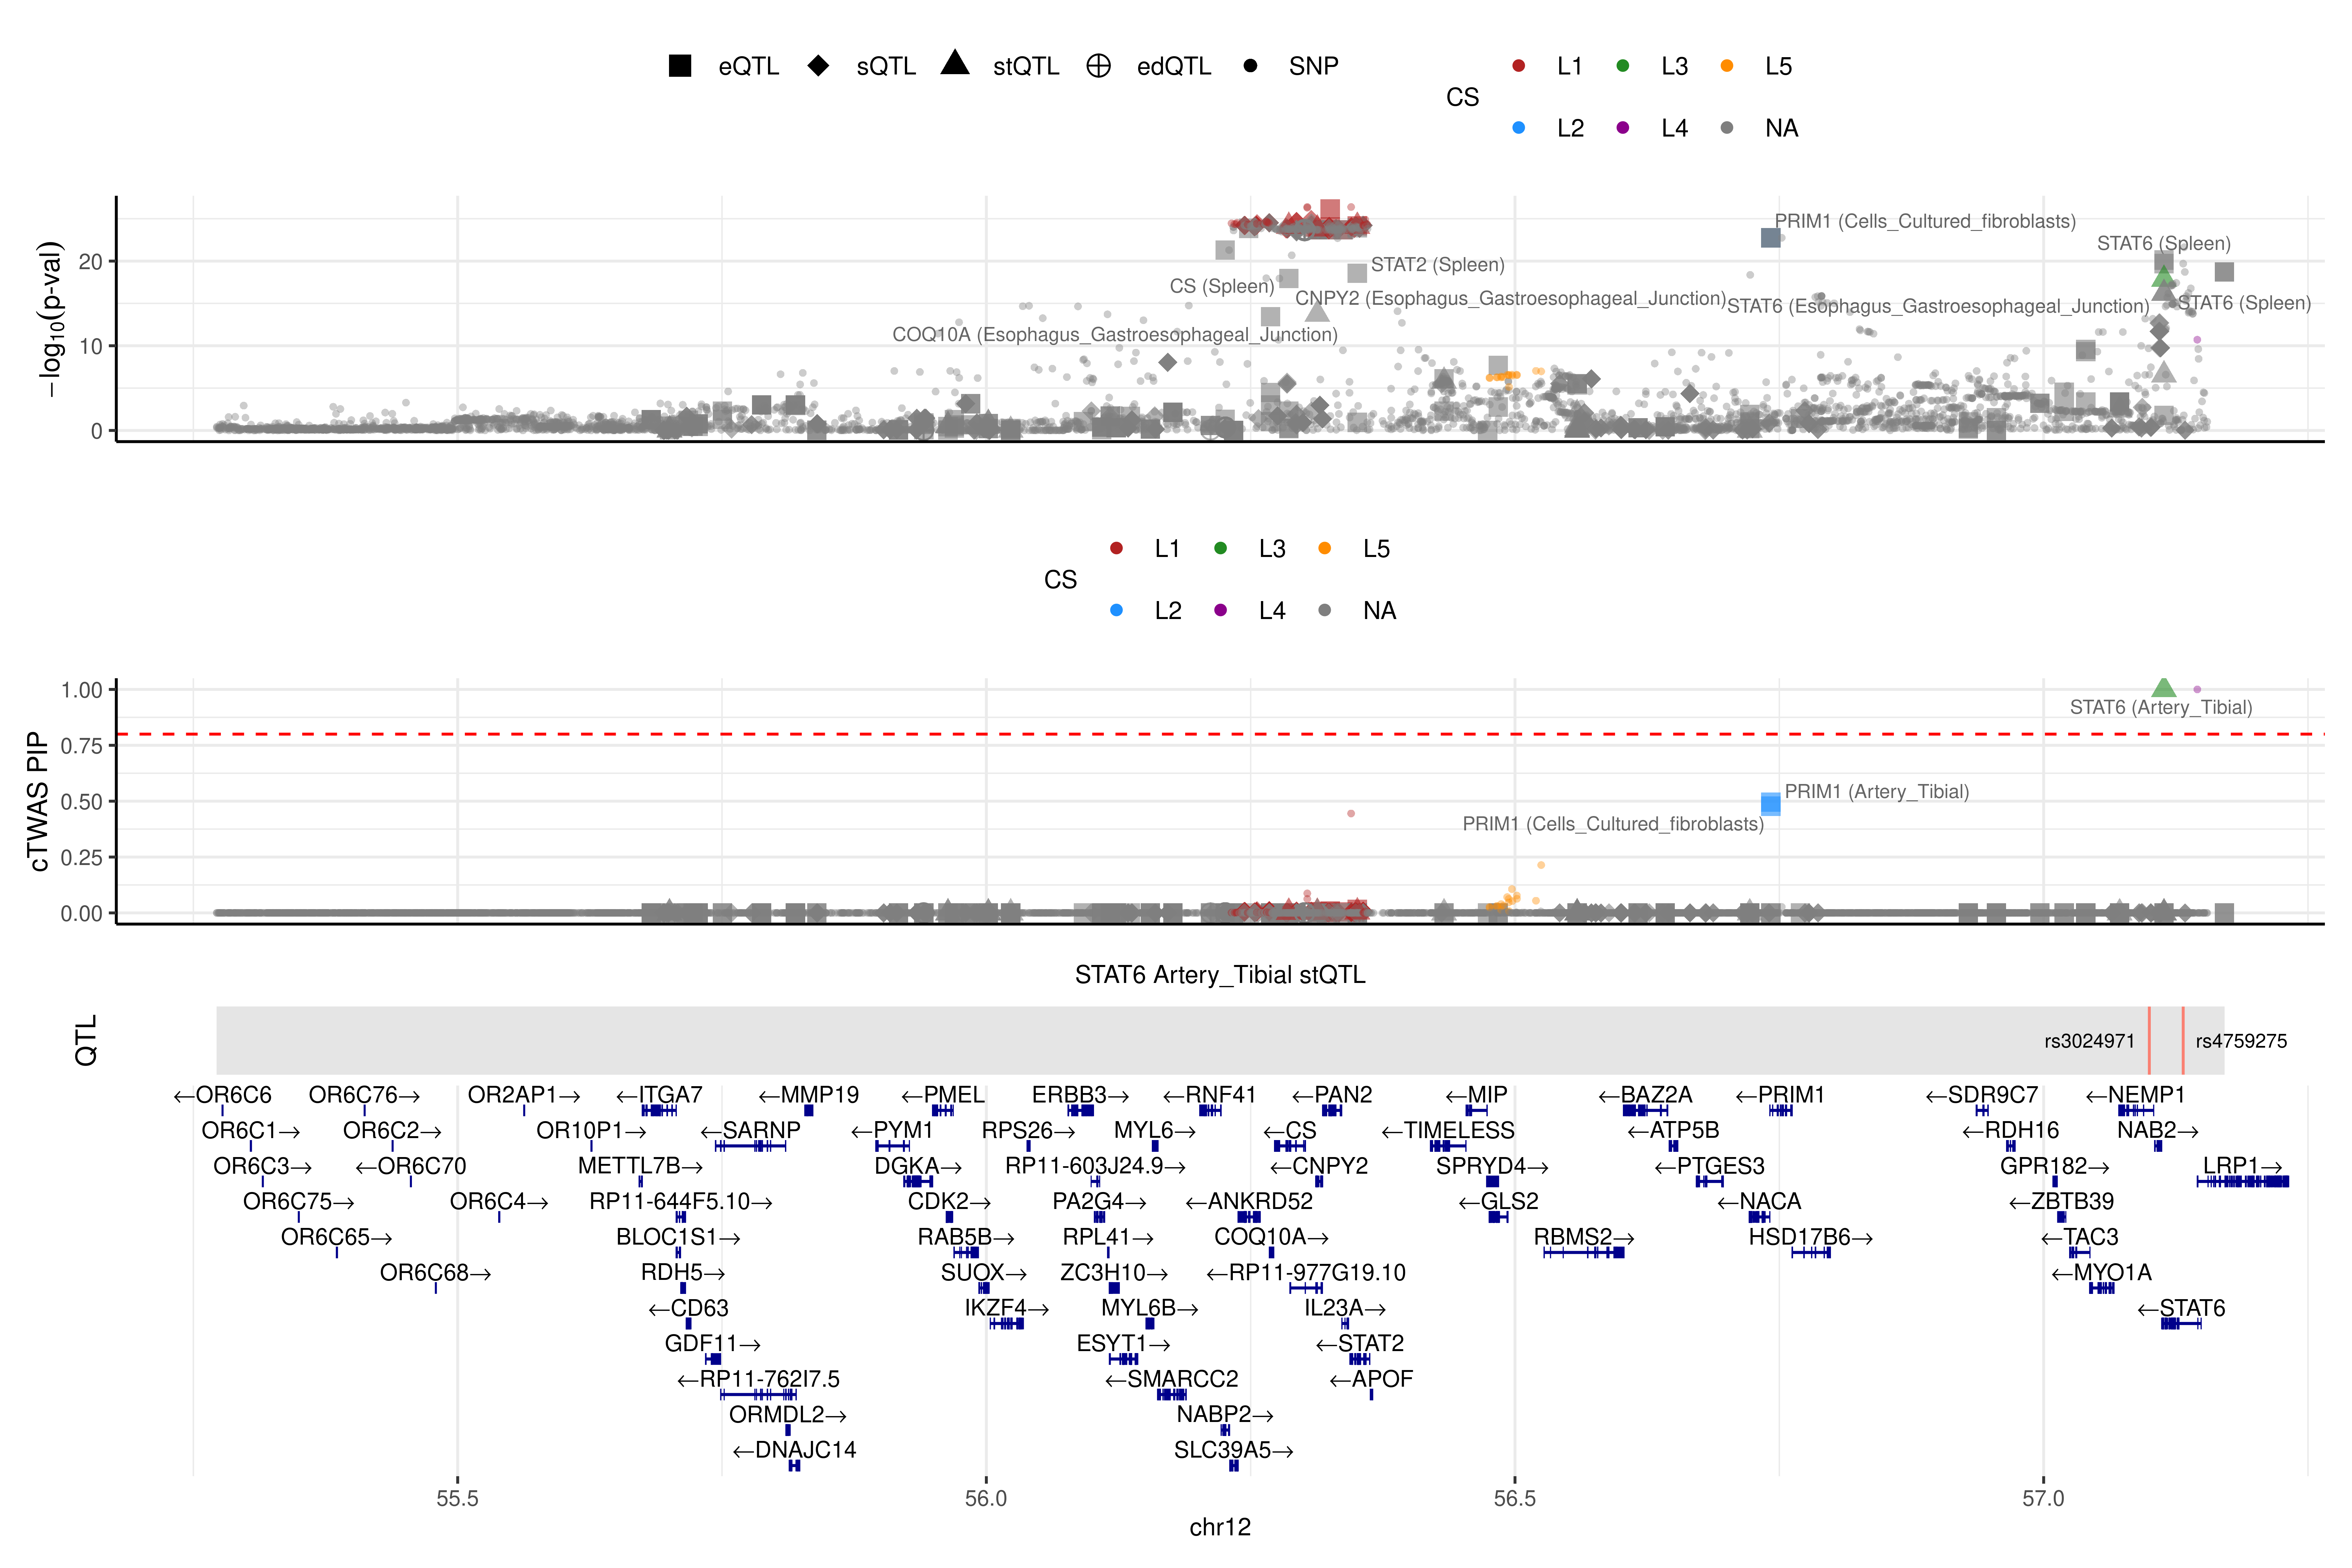 eQTL sQTL stQTL edQTL SNP
CS
L1 L3 L5
L2 L4 NA
−log10(p-val)
20
10
0
PRIM1 (Cells_Cultured_fibroblasts)
STAT6 (Spleen)
STAT2 (Spleen)
CS (Spleen)
CNPY2 (Esophagus_Gastroesophageal_Junction)
STAT6 (Esophagus_Gastroesophageal_Junction)
STAT6 (Spleen)
COQ10A (Esophagus_Gastroesophageal_Junction)
CS
L1 L3 L5
L2 L4 NA
cTWAS PIP
1.00
0.75
0.50
0.25
0.00
STAT6 (Artery_Tibial)
PRIM1 (Artery_Tibial)
PRIM1 (Cells_Cultured_fibroblasts)
STAT6 Artery_Tibial stQTL
QTL
rs3024971 rs4759275
←OR6C6 OR6C76→ OR2AP1→ ←ITGA7 ←MMP19 ←PMEL ERBB3→ ←RNF41 ←PAN2 ←MIP ←BAZ2A ←PRIM1 ←SDR9C7 ←NEMP1
OR6C1→ OR6C2→ OR10P1→ ←SARNP ←PYM1 RPS26→ MYL6→ ←CS ←TIMELESS ←ATP5B ←RDH16 NAB2→
OR6C3→ ←OR6C70 METTL7B→ DGKA→ RP11-603J24.9→ ←CNPY2 SPRYD4→ ←PTGES3 GPR182→ LRP1→
OR6C75→ OR6C4→ RP11-644F5.10→ CDK2→ PA2G4→ ←ANKRD52 ←GLS2 ←NACA ←ZBTB39
OR6C65→ BLOC1S1→ RAB5B→ RPL41→ COQ10A→ RBMS2→ HSD17B6→ ←TAC3
OR6C68→ RDH5→ SUOX→ ZC3H10→ ←RP11-977G19.10 ←MYO1A
←CD63 IKZF4→ MYL6B→ IL23A→ ←STAT6
GDF11→ ESYT1→ ←STAT2
←RP11-762I7.5 ←SMARCC2 ←APOF
ORMDL2→ NABP2→
←DNAJC14 SLC39A5→
55.5 56.0 56.5 57.0
chr12